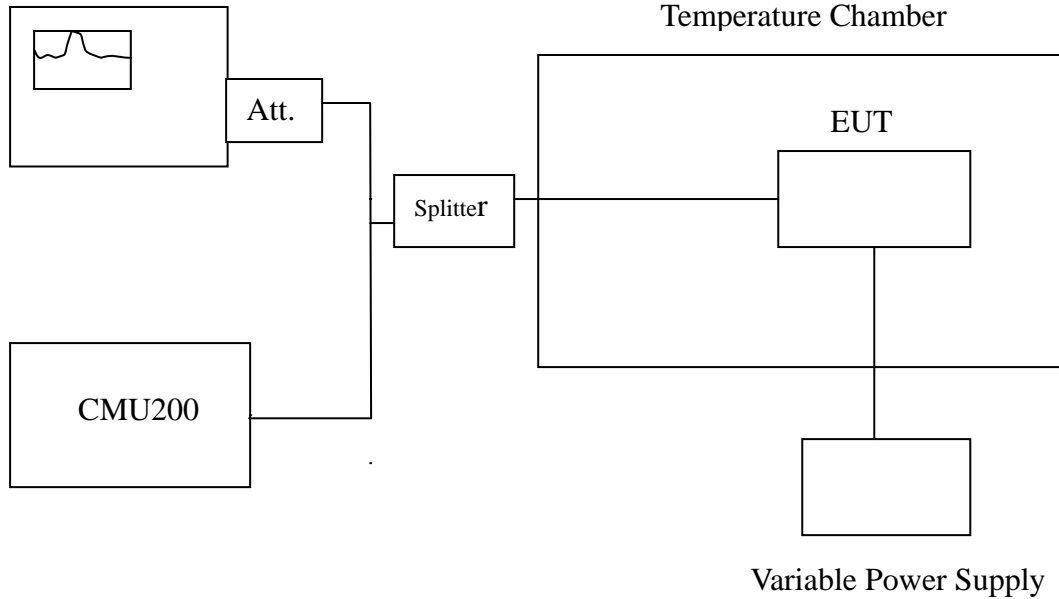 Temperature Chamber
Att.
EUT
Splitter
CMU200
Variable Power Supply